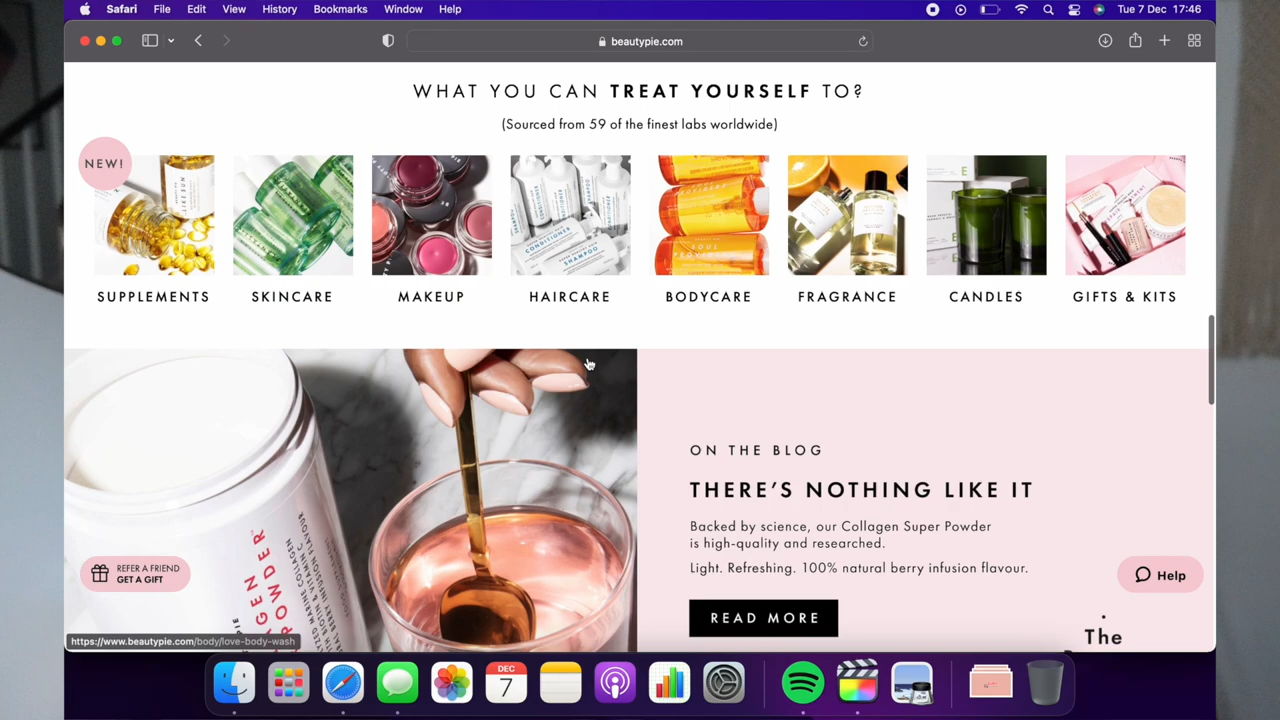 Safari File Edit View History Bookmarks Window Help Tue 7 Dec 17:46
beautypie.com
WHAT YOU CAN TREAT YOURSELF TO?
(Sourced from 59 of the finest labs worldwide)
NEW!
SUPPLEMENTS SKINCARE MAKEUP HAIRCARE BODYCARE FRAGRANCE CANDLES GIFTS & KITS
ON THE BLOG
THERE'S NOTHING LIKE IT
Backed by science, our Collagen Super Powder
is high-quality and researched.
Light. Refreshing. 100% natural berry infusion flavour.
READ MORE
REFER A FRIEND
GET A GIFT
Help
The
https://www.beautypie.com/body/love-body-wash
DEC
7